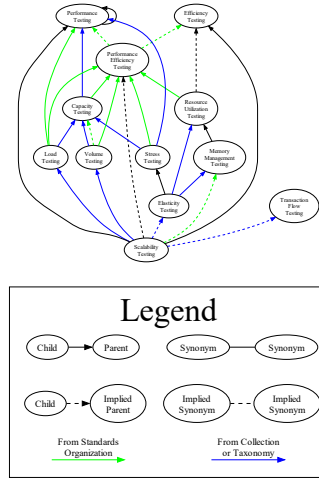 Performance
Testing
Efficiency
Testing
Performance
Efficiency
Testing
Capacity
Testing
Resource
Utilization
Testing
Load
Testing
Volume
Testing
Stress
Testing
Memory
Management
Testing
Elasticity
Testing
Transaction
Flow
Testing
Scalability
Testing
Legend
Child
Parent
Synonym
Synonym
Child
Implied
Parent
Implied
Synonym
Implied
Synonym
From Standards
Organization
From Collection
or Taxonomy